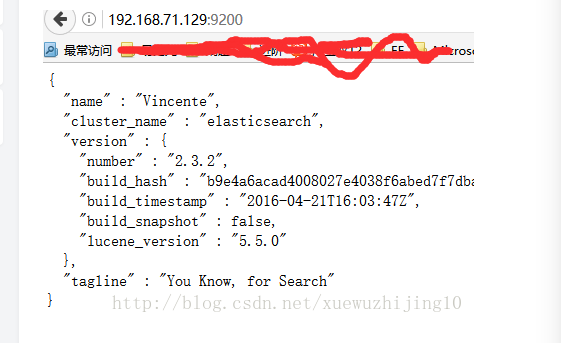 192.168.71.129:9200
最常访问
{
"name" : "Vincente",
"cluster_name" : "elasticsearch",
"version" : {
"number" : "2.3.2",
"build_hash" : "b9e4a6acad4008027e4038f6abed7f7dba
"build_timestamp" : "2016-04-21T16:03:47Z",
"build_snapshot" : false,
"lucene_version" : "5.5.0"
},
"tagline" : "You Know, for Search"
}
http://blog.csdn.net/xuewuzhijing10